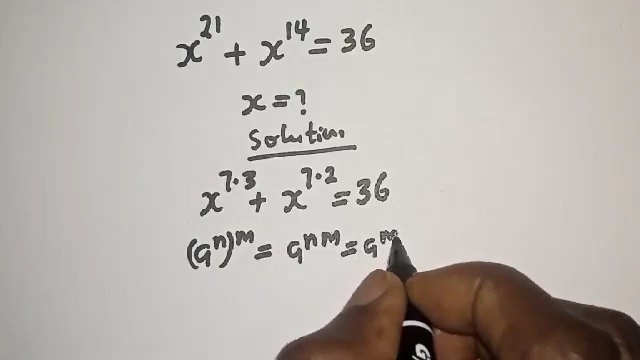 x^21 + x^14 = 36
x = ?
Solution
x^7·3 + x^7·2 = 36
(a^n)^m = a^nm = a^m
G